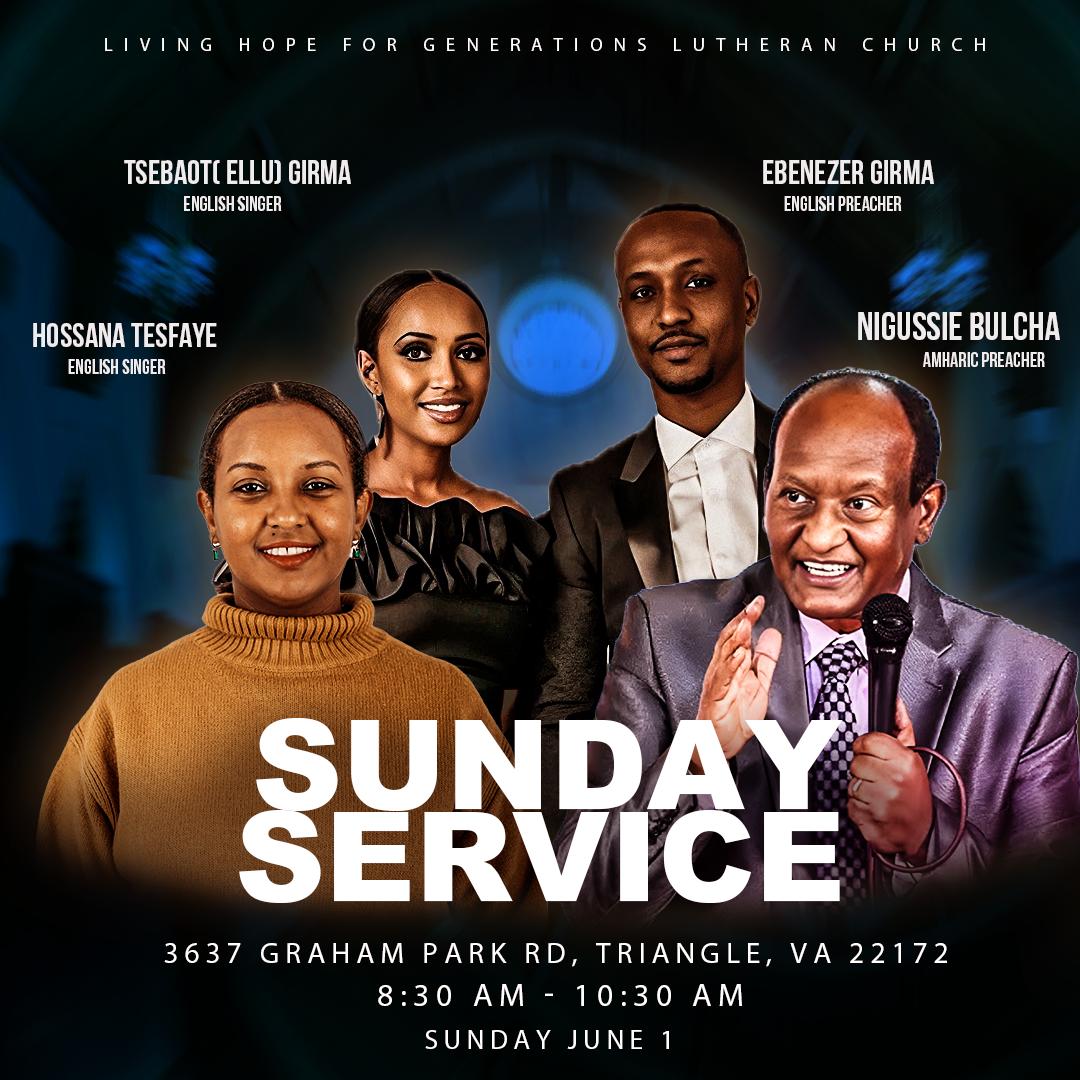 LIVING HOPE FOR GENERATIONS LUTHERAN CHURCH
TSEBAOT( ELLU) GIRMA
ENGLISH SINGER
EBENEZER GIRMA
ENGLISH PREACHER
HOSSANA TESFAYE
ENGLISH SINGER
NIGUSSIE BULCHA
AMHARIC PREACHER
SUNDAY
SERVICE
3637 GRAHAM PARK RD, TRIANGLE, VA 22172
8:30 AM - 10:30 AM
SUNDAY JUNE 1